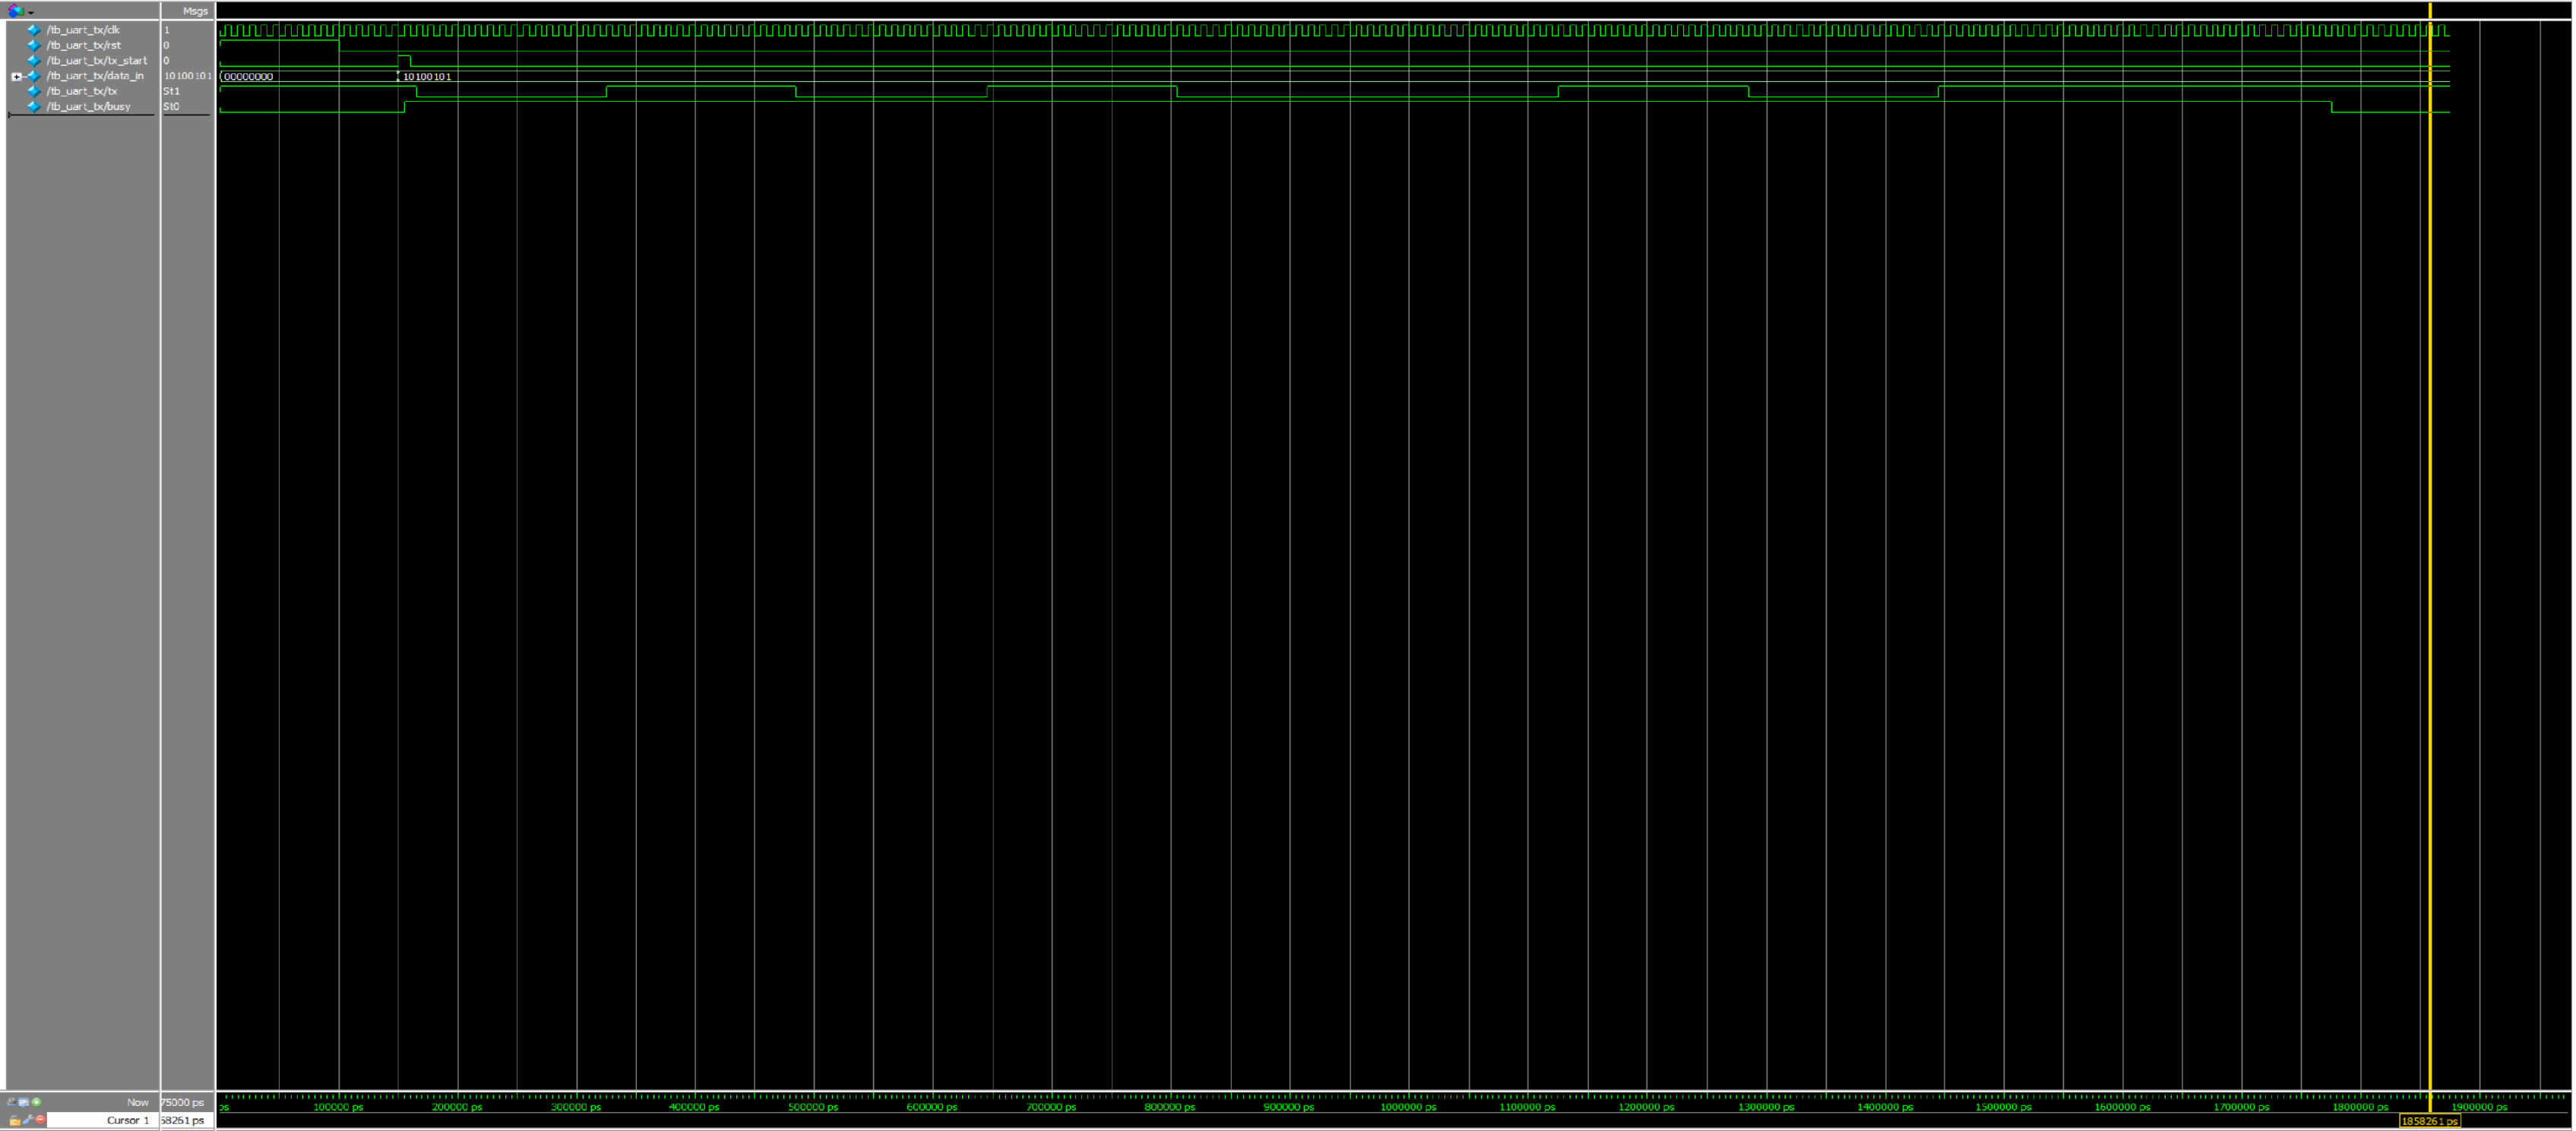 Msgs
/tb_uart_tx/clk 1
/tb_uart_tx/rst 0
/tb_uart_tx/tx_start 0
/tb_uart_tx/data_in 10100101 00000000 10100101
/tb_uart_tx/tx St1
/tb_uart_tx/busy St0
Now 75000 ps ps 100000 ps 200000 ps 300000 ps 400000 ps 500000 ps 600000 ps 700000 ps 800000 ps 900000 ps 1000000 ps 1100000 ps 1200000 ps 1300000 ps 1400000 ps 1500000 ps 1600000 ps 1700000 ps 1800000 ps 1900000 ps
Cursor 1 58261 ps 1858261 ps